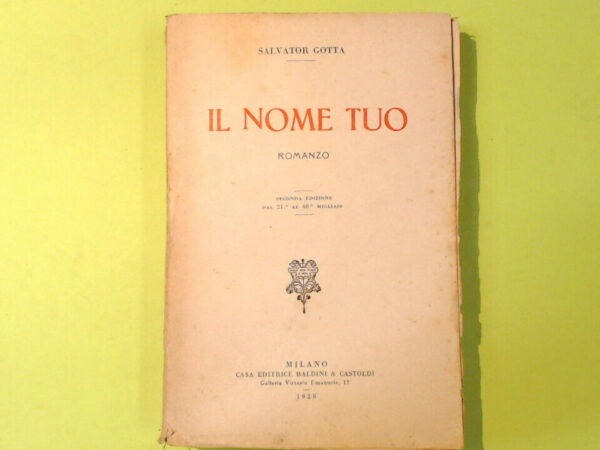 SALVATOR GOTTA
IL NOME TUO
ROMANZO
SECONDA EDIZIONE
DAL 21.° AL 40.° MIGLIAIO
MILANO
CASA EDITRICE BALDINI & CASTOLDI
Galleria Vittorio Emanuele, 17
1928